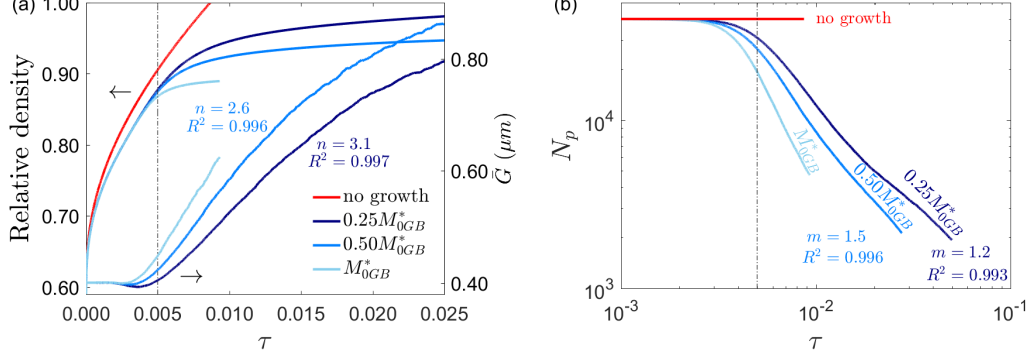 (a)
1.00
0.90
0.80
0.70
0.60
Relative density
0.000
0.005
0.010
0.015
0.020
0.025
τ
0.80
0.60
0.40
Ḡ (μm)
n = 2.6
R² = 0.996
n = 3.1
R² = 0.997
no growth
0.25M*0GB
0.50M*0GB
M*0GB
(b)
no growth
10⁴
10³
Nₚ
M*0GB
0.50M*0GB
0.25M*0GB
m = 1.5
R² = 0.996
m = 1.2
R² = 0.993
10⁻³
10⁻²
10⁻¹
τ